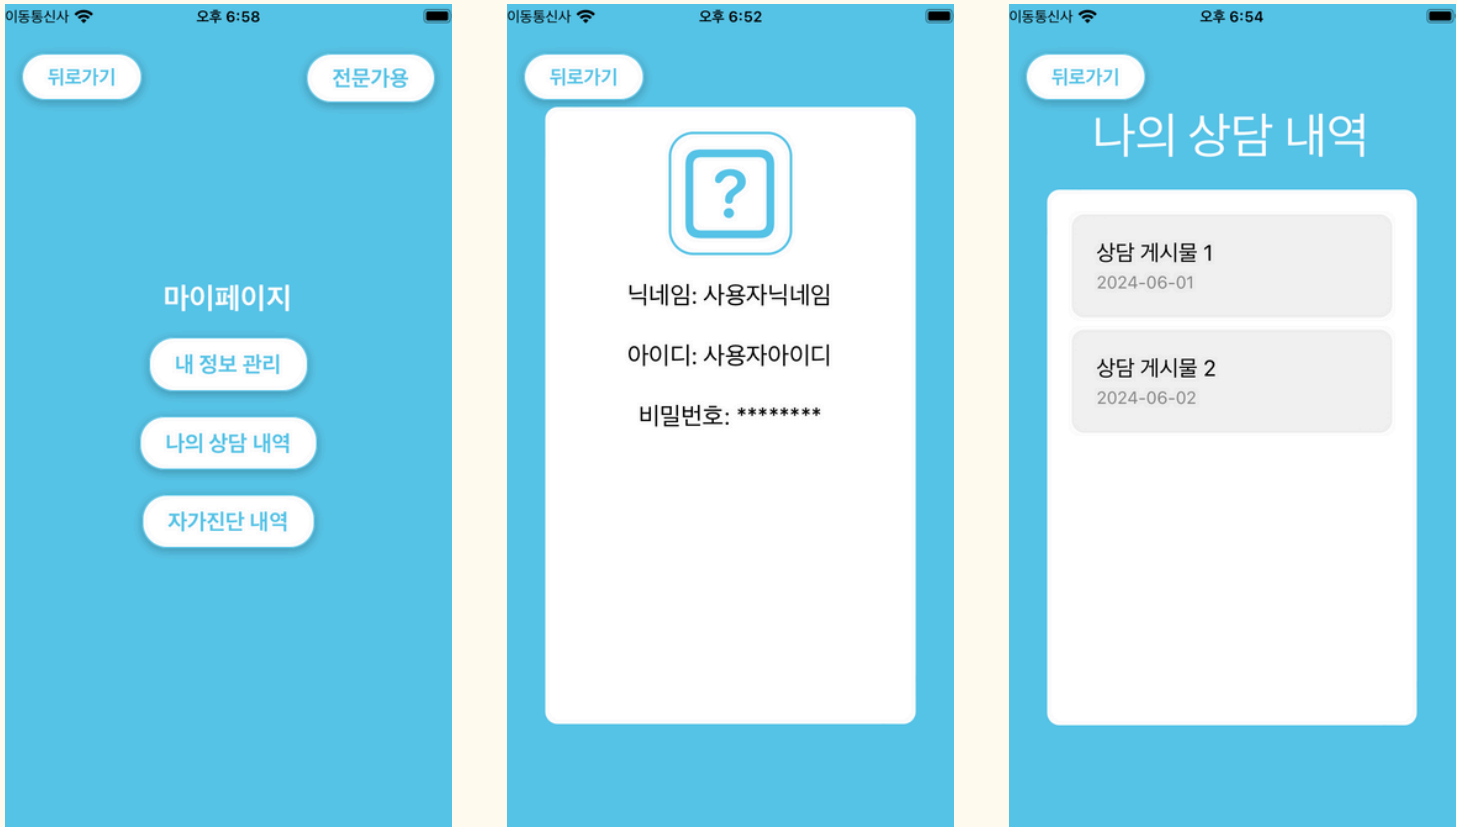 이동통신사 오후 6:58
뒤로가기 전문가용
마이페이지
내 정보 관리
나의 상담 내역
자가진단 내역
이동통신사 오후 6:52
뒤로가기
?
닉네임: 사용자닉네임
아이디: 사용자아이디
비밀번호: ********
이동통신사 오후 6:54
뒤로가기
나의 상담 내역
상담 게시물 1
2024-06-01
상담 게시물 2
2024-06-02